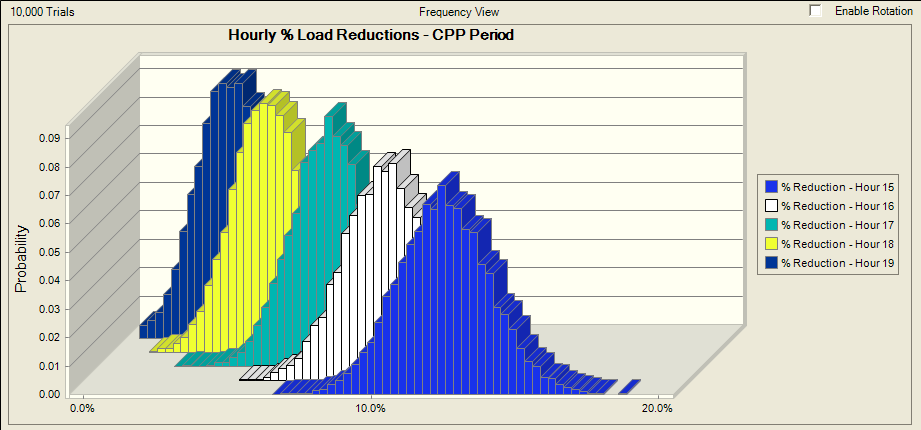 10,000 Trials
Frequency View
Enable Rotation
Hourly % Load Reductions - CPP Period
0.09
0.08
0.07
0.06
0.05
0.04
0.03
0.02
0.01
0.00
Probability
0.0%
10.0%
20.0%
% Reduction - Hour 15
% Reduction - Hour 16
% Reduction - Hour 17
% Reduction - Hour 18
% Reduction - Hour 19